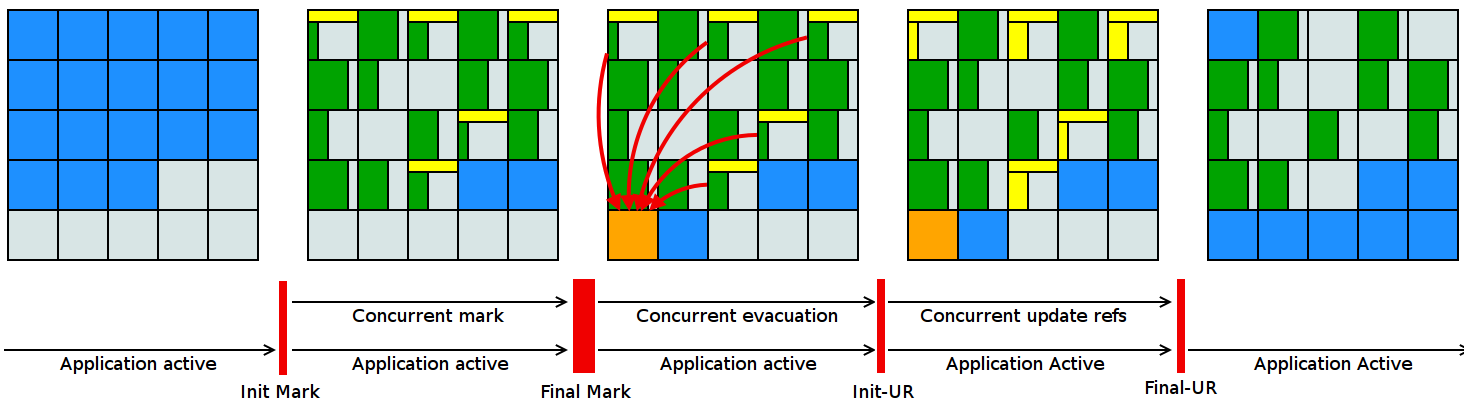 Concurrent mark
Concurrent evacuation
Concurrent update refs
Application active
Application active
Application active
Application Active
Application Active
Init Mark
Final Mark
Init-UR
Final-UR